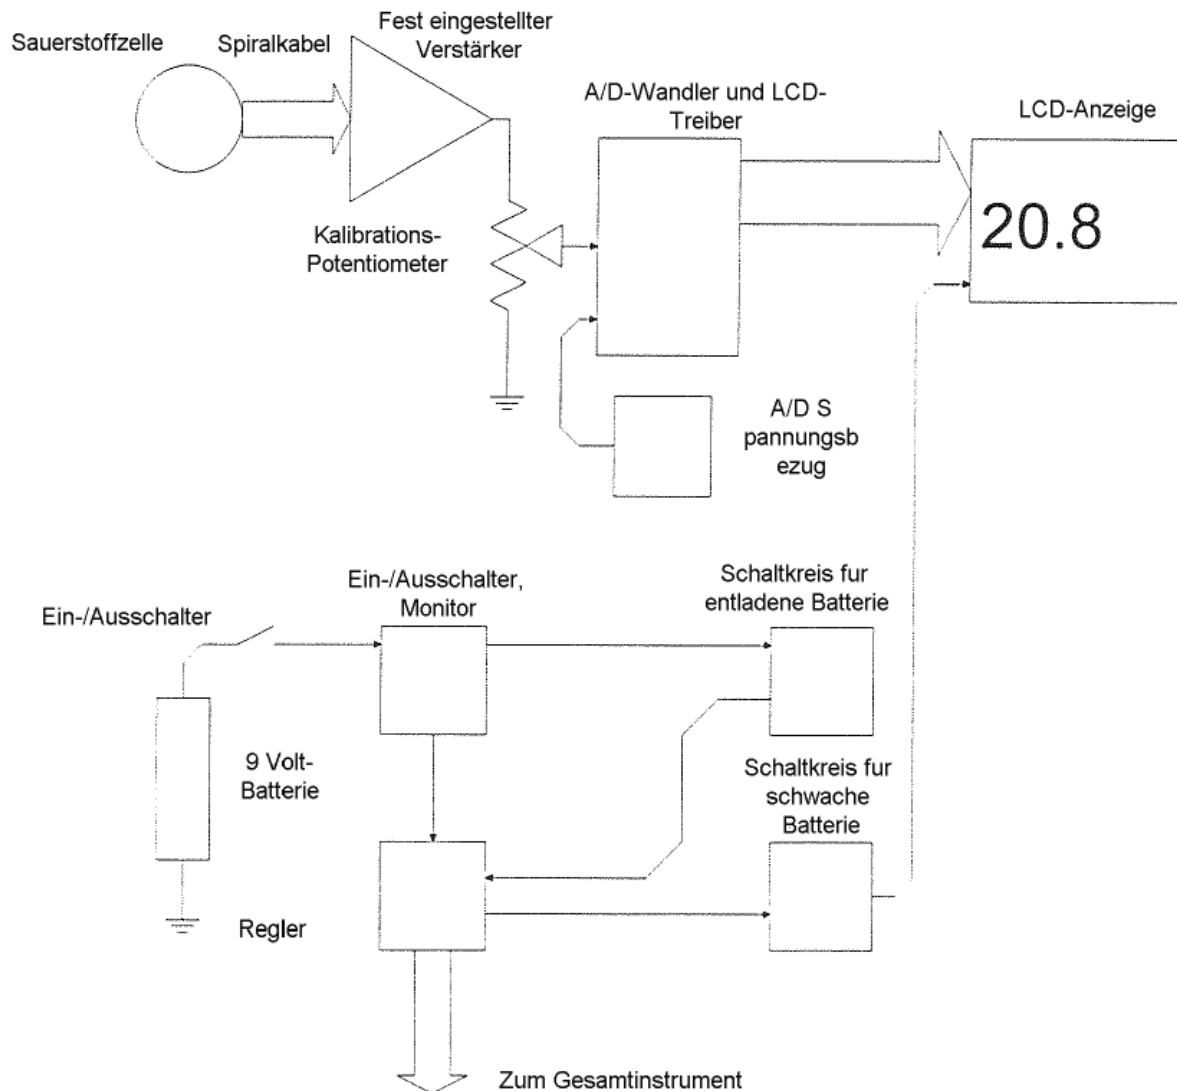 Fest eingestellter
Verstärker
Sauerstoffzelle
Spiralkabel
A/D-Wandler und LCD-
Treiber
LCD-Anzeige
20.8
Kalibrations-
Potentiometer
A/D S
pannungsb
ezug
Ein-/Ausschalter
Ein-/Ausschalter,
Monitor
Schaltkreis fur
entladene Batterie
9 Volt-
Batterie
Schaltkreis fur
schwache
Batterie
Regler
Zum Gesamtinstrument